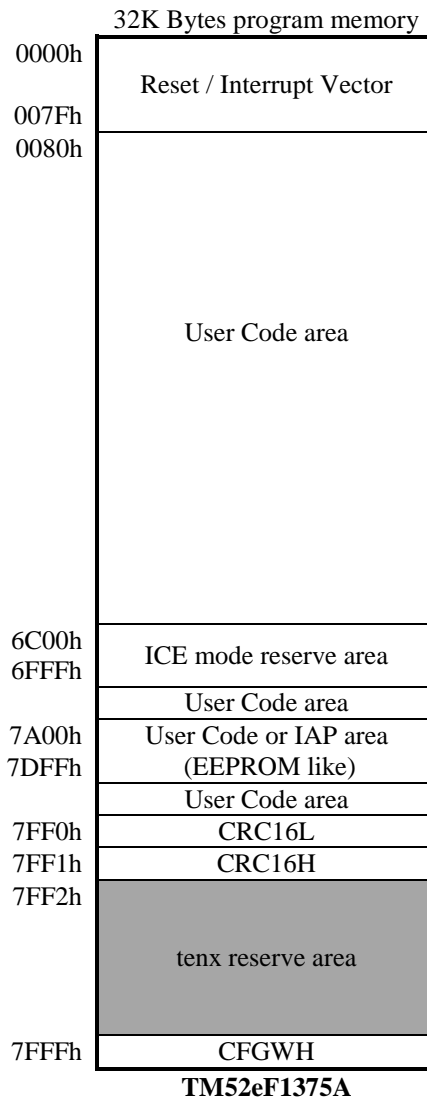 32K Bytes program memory
0000h
Reset / Interrupt Vector
007Fh
0080h
User Code area
6C00h
ICE mode reserve area
6FFFh
User Code area
7A00h User Code or IAP area
7DFFh (EEPROM like)
User Code area
7FF0h CRC16L
7FF1h CRC16H
7FF2h
tenx reserve area
7FFFh CFGWH
TM52eF1375A